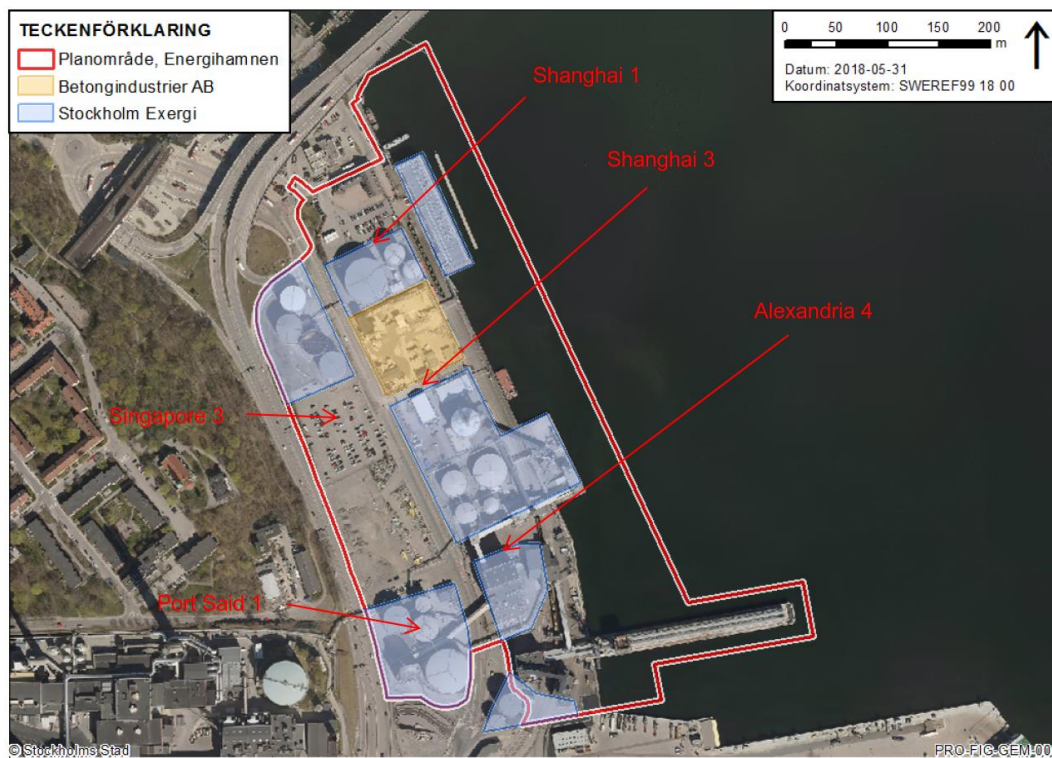 TECKENFÖRKLARING
Planområde, Energihamnen
Betongindustrier AB
Stockholm Exergi
0 50 100 150 200
m
Datum: 2018-05-31
Koordinatsystem: SWEREF99 18 00
Shanghai 1
Shanghai 3
Alexandria 4
Singapore 3
Port Said 1
© Stockholms Stad
PRO-FIG-GEM-00